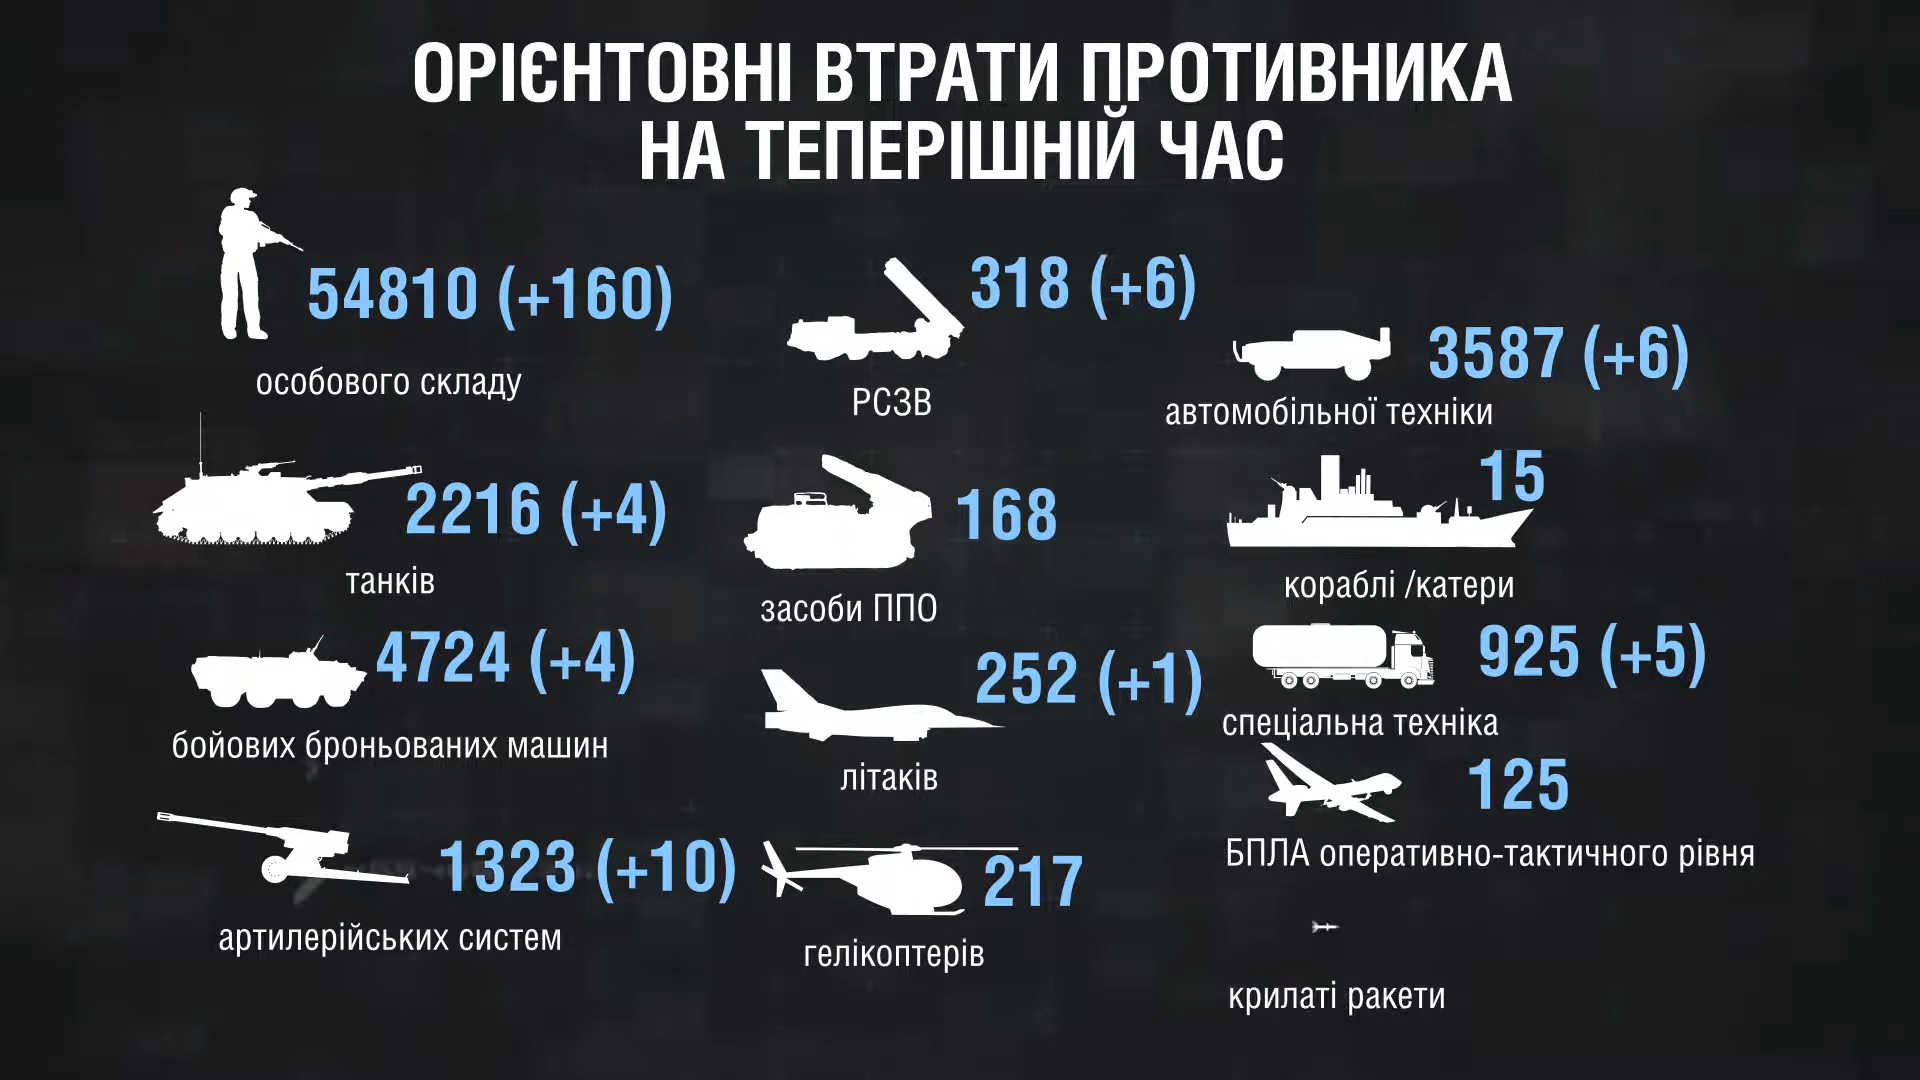 ОРІЄНТОВНІ ВТРАТИ ПРОТИВНИКА
НА ТЕПЕРІШНІЙ ЧАС
54810 (+160)
особового складу
2216 (+4)
танків
4724 (+4)
бойових броньованих машин
1323 (+10)
артилерійських систем
318 (+6)
РСЗВ
168
засоби ППО
252 (+1)
літаків
217
гелікоптерів
3587 (+6)
автомобільної техніки
15
кораблі /катери
925 (+5)
спеціальна техніка
125
БПЛА оперативно-тактичного рівня
крилаті ракети